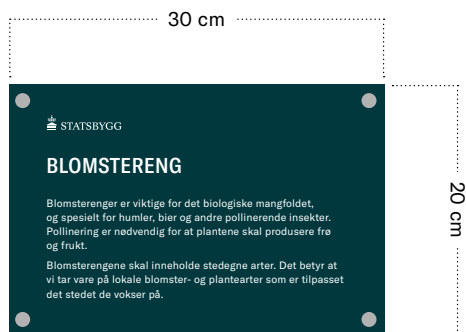 30 cm
STATSBYGG
BLOMSTERENG
Blomsterenger er viktige for det biologiske mangfoldet,
og spesielt for humler, bier og andre pollinerende insekter.
Pollinering er nødvendig for at plantene skal produsere frø
og frukt.
Blomsterengene skal inneholde stedegne arter. Det betyr at
vi tar vare på lokale blomster- og plantearter som er tilpasset
det stedet de vokser på.
20 cm